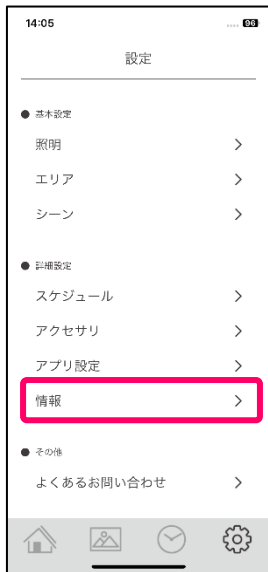 14:05
96
設定
基本設定
照明
エリア
シーン
詳細設定
スケジュール
アクセサリ
アプリ設定
情報
その他
よくあるお問い合わせ